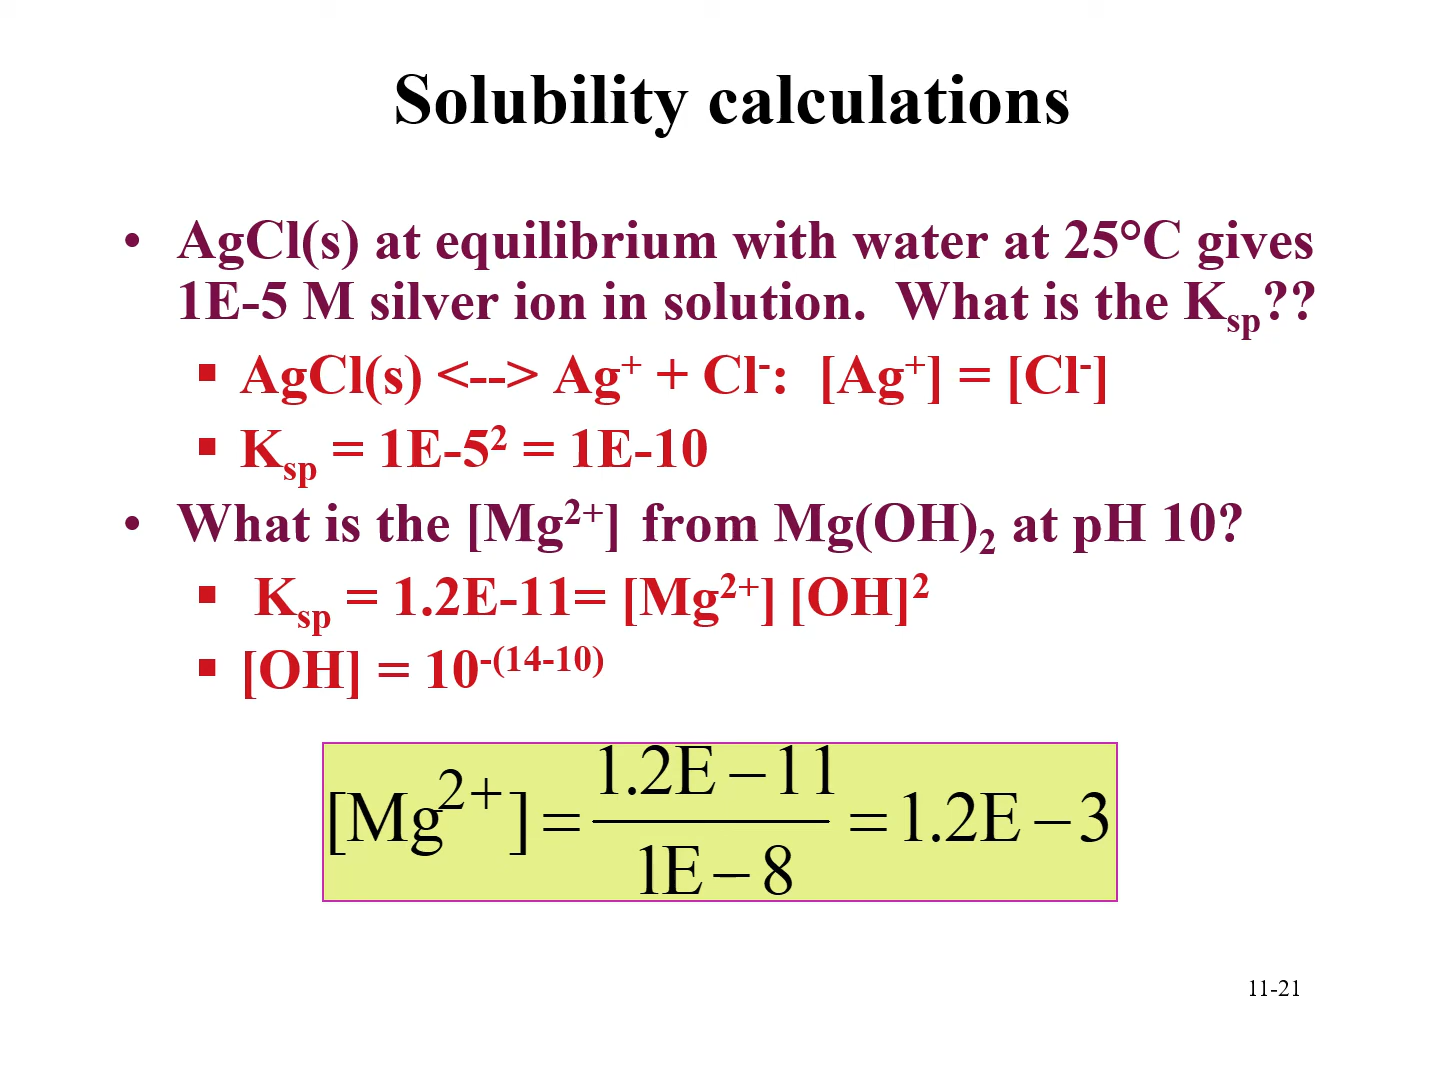 Solubility calculations
• AgCl(s) at equilibrium with water at 25°C gives
1E-5 M silver ion in solution.  What is the Ksp??
▪ AgCl(s) <--> Ag⁺ + Cl⁻:  [Ag⁺] = [Cl⁻]
▪ Ksp = 1E-5² = 1E-10
• What is the [Mg²⁺] from Mg(OH)₂ at pH 10?
▪ Ksp = 1.2E-11= [Mg²⁺] [OH]²
▪ [OH] = 10⁻⁽¹⁴⁻¹⁰⁾
[Mg²⁺] = 1.2E−11 / 1E−8 = 1.2E−3
11-21